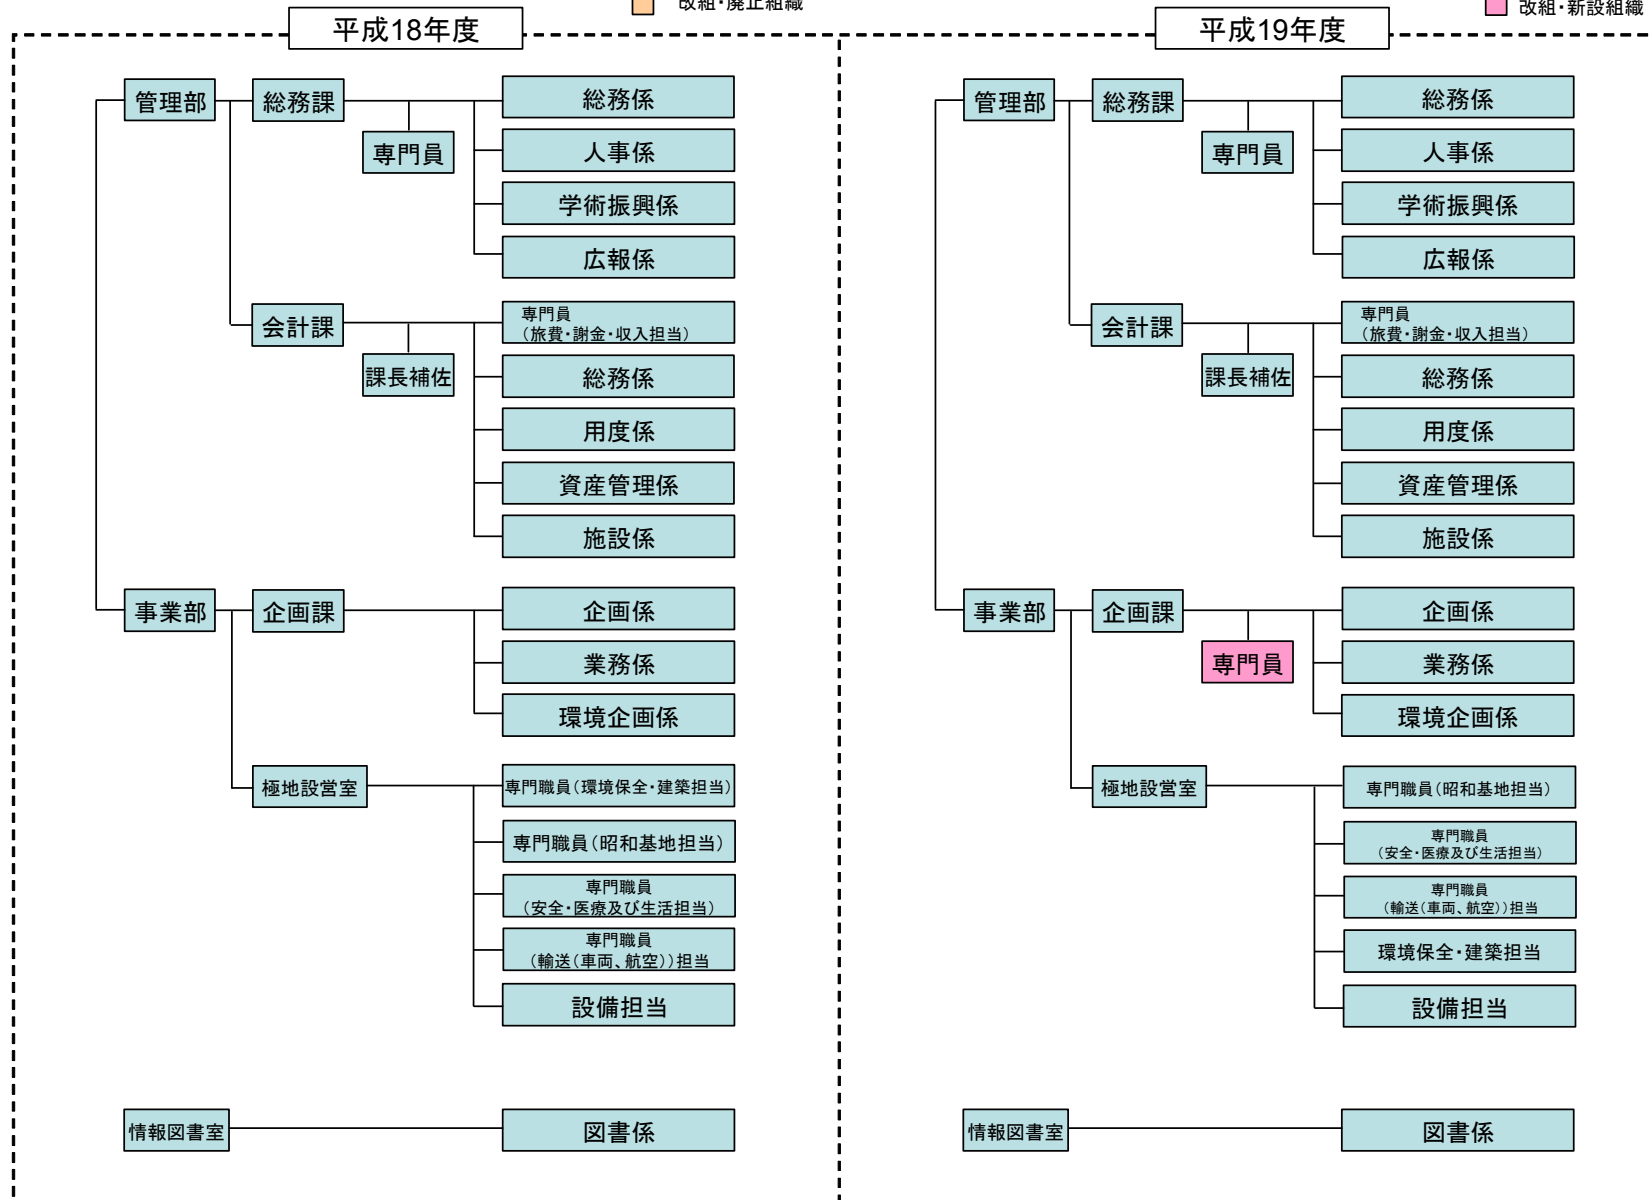 改組・廃止組織
改組・新設組織
平成18年度
管理部
総務課
専門員
総務係
人事係
学術振興係
広報係
会計課
課長補佐
専門員
（旅費・謝金・収入担当）
総務係
用度係
資産管理係
施設係
事業部
企画課
企画係
業務係
環境企画係
極地設営室
専門職員（環境保全・建築担当）
専門職員（昭和基地担当）
専門職員
（安全・医療及び生活担当）
専門職員
（輸送（車両、航空））担当
設備担当
情報図書室
図書係
平成19年度
管理部
総務課
専門員
総務係
人事係
学術振興係
広報係
会計課
課長補佐
専門員
（旅費・謝金・収入担当）
総務係
用度係
資産管理係
施設係
事業部
企画課
専門員
企画係
業務係
環境企画係
極地設営室
専門職員（昭和基地担当）
専門職員
（安全・医療及び生活担当）
専門職員
（輸送（車両、航空））担当
環境保全・建築担当
設備担当
情報図書室
図書係